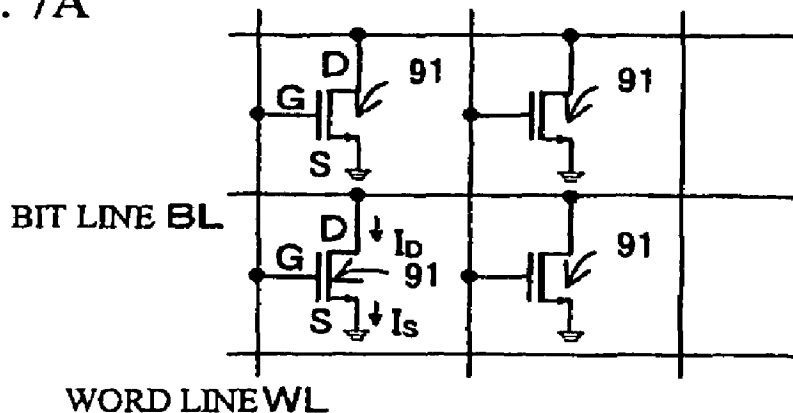 . 7A
D 91 91
G
S
BIT LINE BL
D ID 91
G 91
S IS
WORD LINE WL